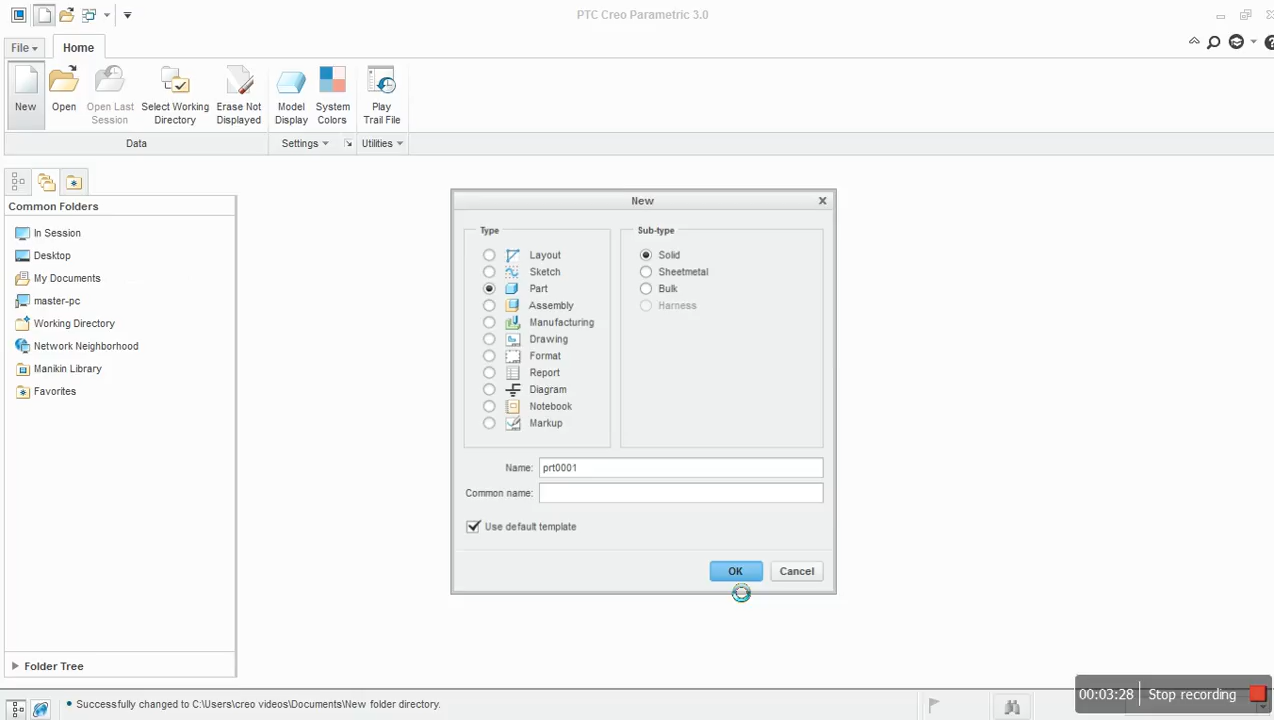 PTC Creo Parametric 3.0
File
Home
New
Open
Open Last
Session
Select Working
Directory
Erase Not
Displayed
Model
Display
System
Colors
Play
Trail File
Data
Settings
Utilities
Common Folders
In Session
Desktop
My Documents
master-pc
Working Directory
Network Neighborhood
Manikin Library
Favorites
Folder Tree
New
Type
Layout
Sketch
Part
Assembly
Manufacturing
Drawing
Format
Report
Diagram
Notebook
Markup
Sub-type
Solid
Sheetmetal
Bulk
Harness
Name: prt0001
Common name:
Use default template
OK
Cancel
Successfully changed to C:\Users\creo videos\Documents\New folder directory.
00:03:28
Stop recording